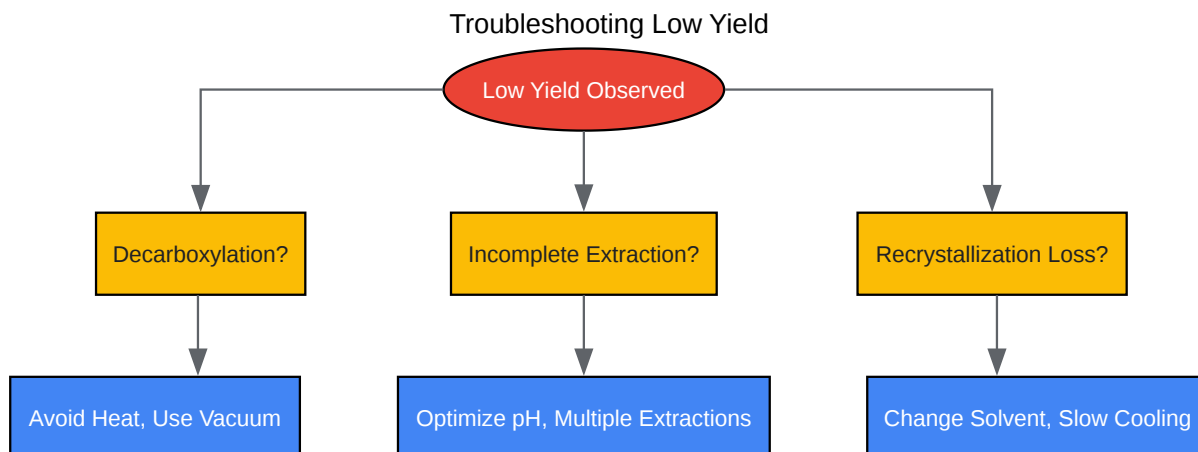 Troubleshooting Low Yield
Low Yield Observed
Decarboxylation?
Incomplete Extraction?
Recrystallization Loss?
Avoid Heat, Use Vacuum
Optimize pH, Multiple Extractions
Change Solvent, Slow Cooling